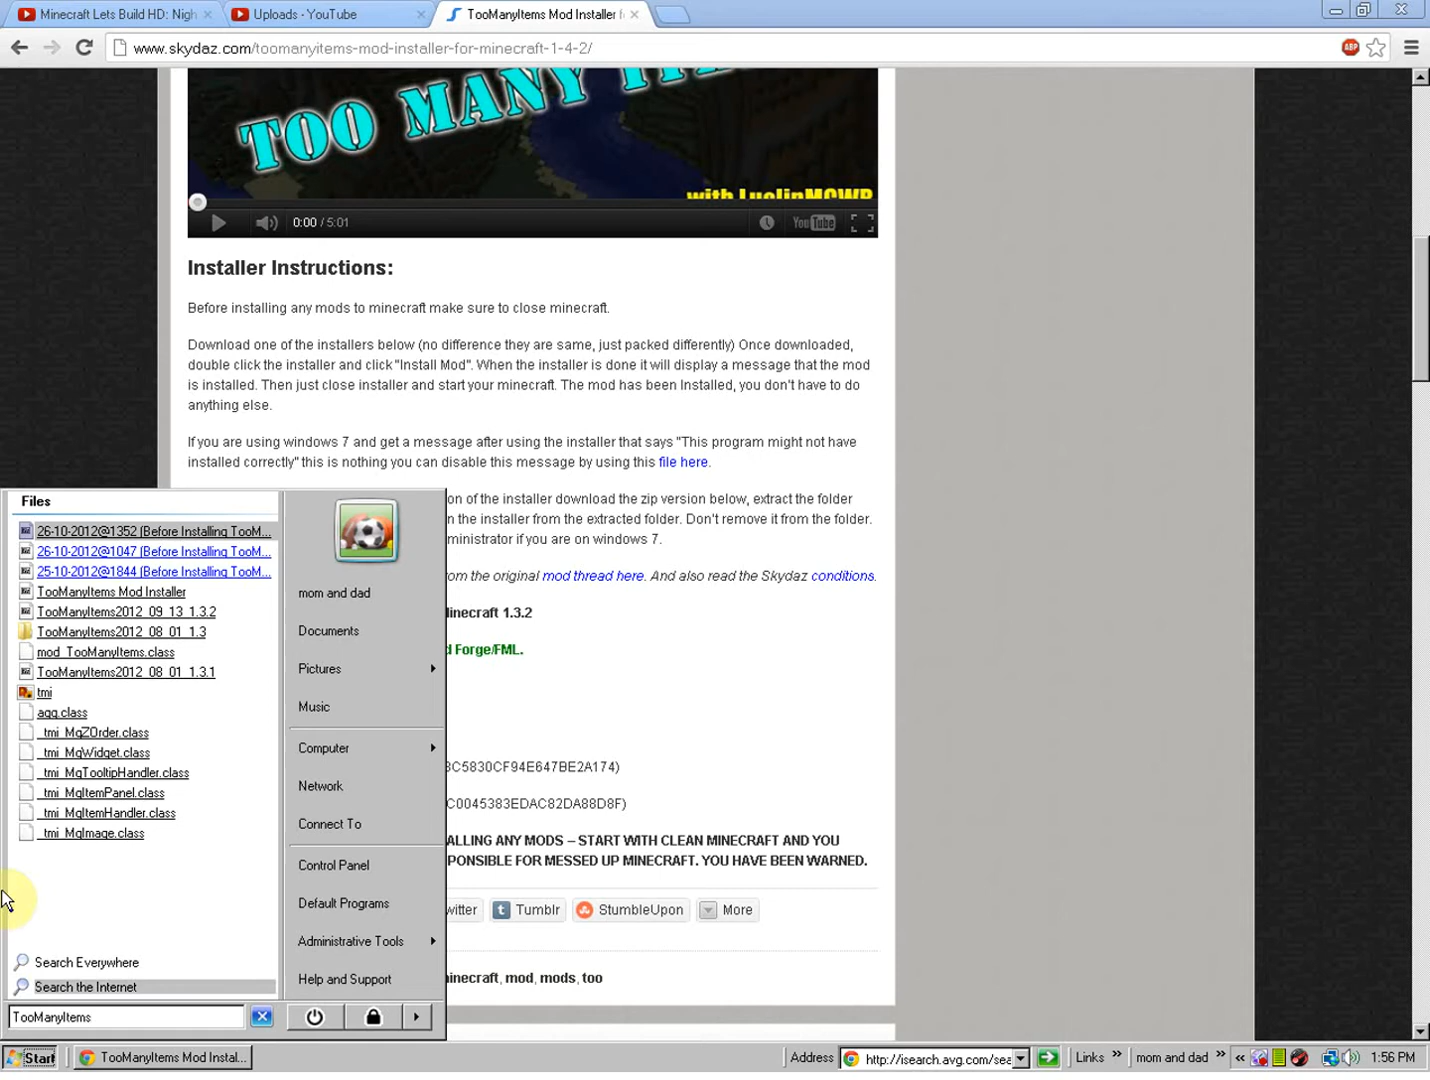 Minecraft Lets Build HD: Nigh
Uploads - YouTube
TooManyItems Mod Installer f
www.skydaz.com/toomanyitems-mod-installer-for-minecraft-1-4-2/
ABP
TOO MANY ITE
with LuclinMCWB
0:00 / 5:01
YouTube
Installer Instructions:
Before installing any mods to minecraft make sure to close minecraft.
Download one of the installers below (no difference they are same, just packed differently) Once downloaded,
double click the installer and click "Install Mod". When the installer is done it will display a message that the mod
is installed. Then just close installer and start your minecraft. The mod has been Installed, you don't have to do
anything else.
If you are using windows 7 and get a message after using the installer that says "This program might not have
installed correctly" this is nothing you can disable this message by using this file here.
on of the installer download the zip version below, extract the folder
n the installer from the extracted folder. Don't remove it from the folder.
ministrator if you are on windows 7.
rom the original mod thread here. And also read the Skydaz conditions.
inecraft 1.3.2
d Forge/FML.
3C5830CF94E647BE2A174)
C0045383EDAC82DA88D8F)
ALLING ANY MODS – START WITH CLEAN MINECRAFT AND YOU
PONSIBLE FOR MESSED UP MINECRAFT. YOU HAVE BEEN WARNED.
witter
Tumblr
StumbleUpon
More
inecraft, mod, mods, too
Files
26-10-2012@1352 (Before Installing TooM...
26-10-2012@1047 (Before Installing TooM...
25-10-2012@1844 (Before Installing TooM...
TooManyItems Mod Installer
TooManyItems2012_09_13_1.3.2
TooManyItems2012_08_01_1.3
mod_TooManyItems.class
TooManyItems2012_08_01_1.3.1
tmi
aqq.class
_tmi_MgZOrder.class
_tmi_MgWidget.class
_tmi_MgTooltipHandler.class
_tmi_MgItemPanel.class
_tmi_MgItemHandler.class
_tmi_MgImage.class
Search Everywhere
Search the Internet
TooManyItems
mom and dad
Documents
Pictures
Music
Computer
Network
Connect To
Control Panel
Default Programs
Administrative Tools
Help and Support
Start
TooManyItems Mod Instal...
Address
http://isearch.avg.com/sea
Links »
mom and dad »
«
1:56 PM